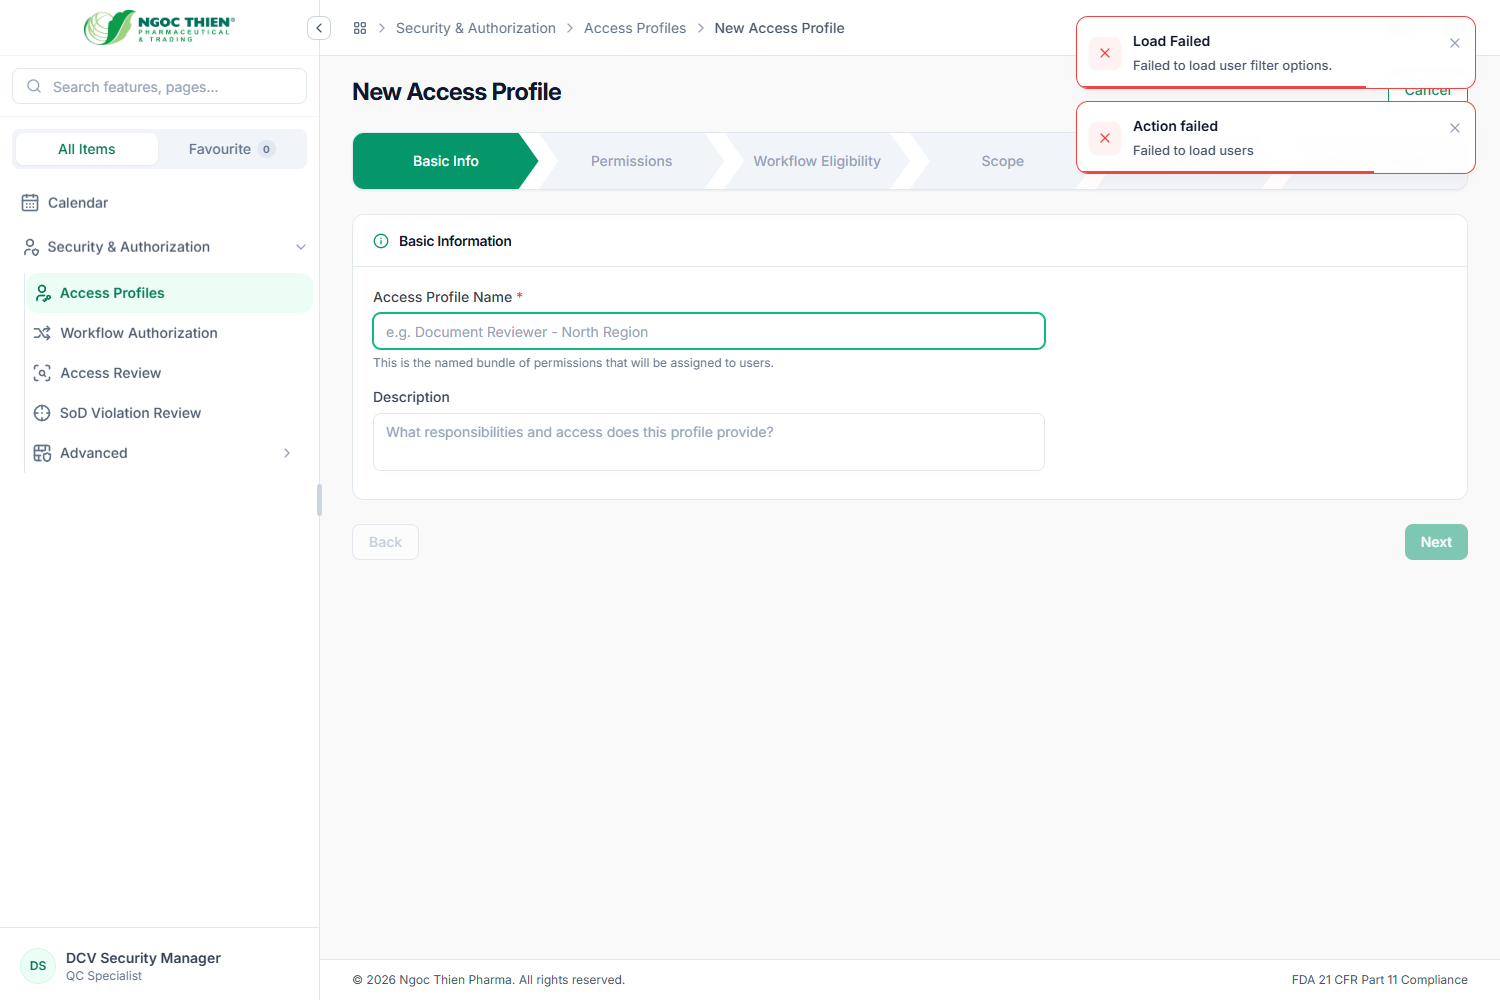 NGOC THIEN®
PHARMACEUTICAL
& TRADING
Search features, pages...
All Items
Favourite 0
Calendar
Security & Authorization
Access Profiles
Workflow Authorization
Access Review
SoD Violation Review
Advanced
DS
DCV Security Manager
QC Specialist
Security & Authorization > Access Profiles > New Access Profile
New Access Profile
Cancel
Load Failed
Failed to load user filter options.
Action failed
Failed to load users
Basic Info
Permissions
Workflow Eligibility
Scope
Basic Information
Access Profile Name *
e.g. Document Reviewer - North Region
This is the named bundle of permissions that will be assigned to users.
Description
What responsibilities and access does this profile provide?
Back
Next
© 2026 Ngoc Thien Pharma. All rights reserved.
FDA 21 CFR Part 11 Compliance